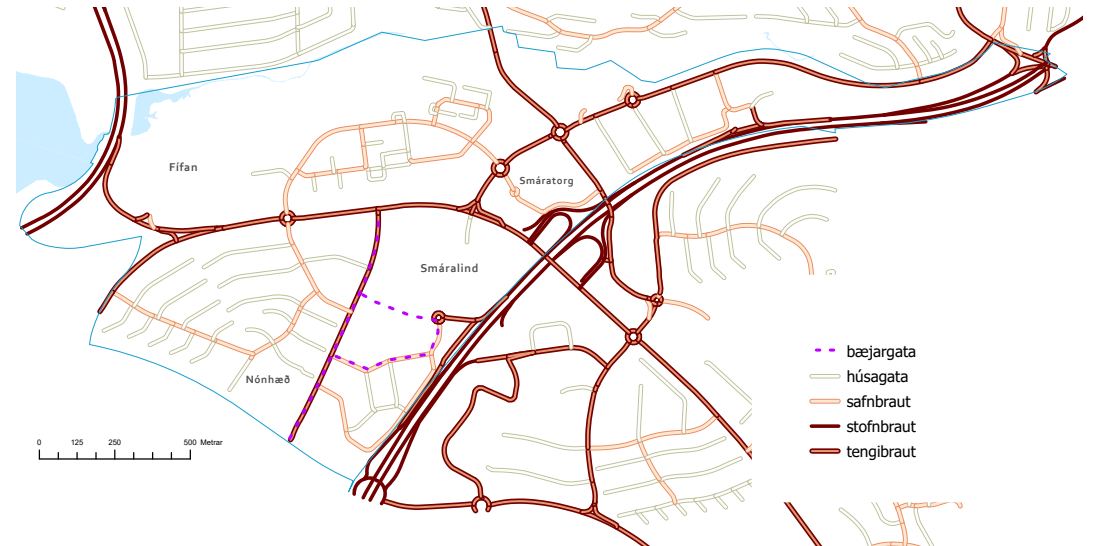 Fífan
Smáratorg
Smáralind
Nónhæð
bæjargata
húsagata
safnbraut
stofnbraut
tengibraut
0 125 250 500 Metrar